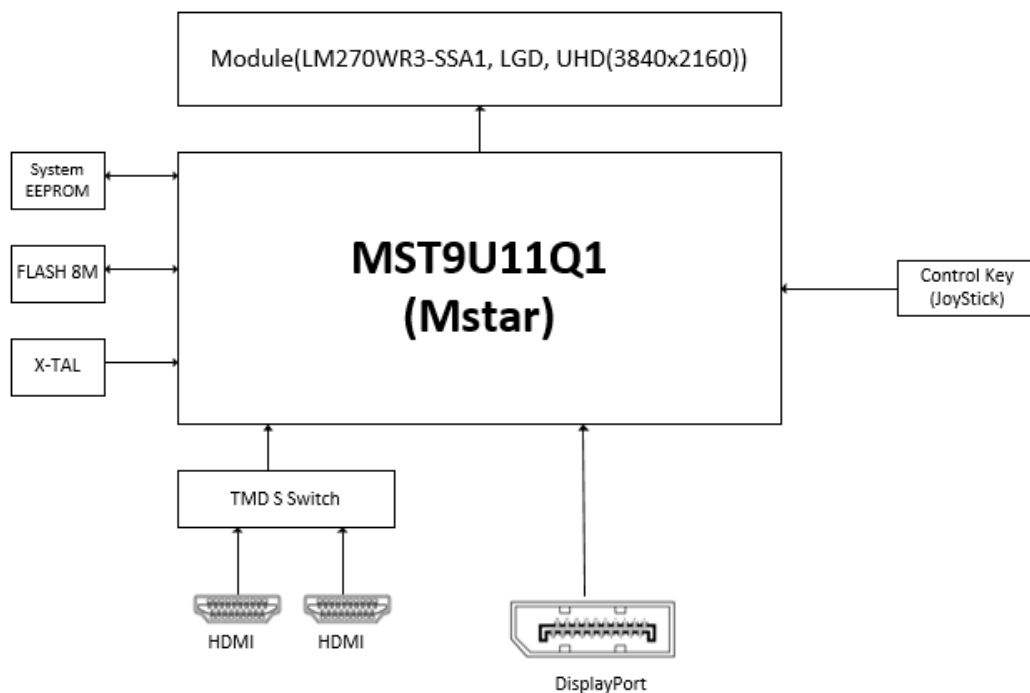 Module(LM270WR3-SSA1, LGD, UHD(3840x2160))
System
EEPROM
MST9U11Q1
(Mstar)
FLASH 8M
Control Key
(JoyStick)
X-TAL
TMD S Switch
HDMI
HDMI
DisplayPort